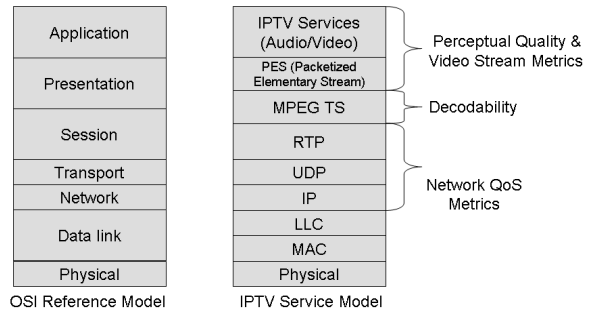 Application
Presentation
Session
Transport
Network
Data link
Physical
OSI Reference Model
IPTV Services
(Audio/Video)
PES (Packetized
Elementary Stream)
MPEG TS
RTP
UDP
IP
LLC
MAC
Physical
IPTV Service Model
Perceptual Quality &
Video Stream Metrics
Decodability
Network QoS
Metrics